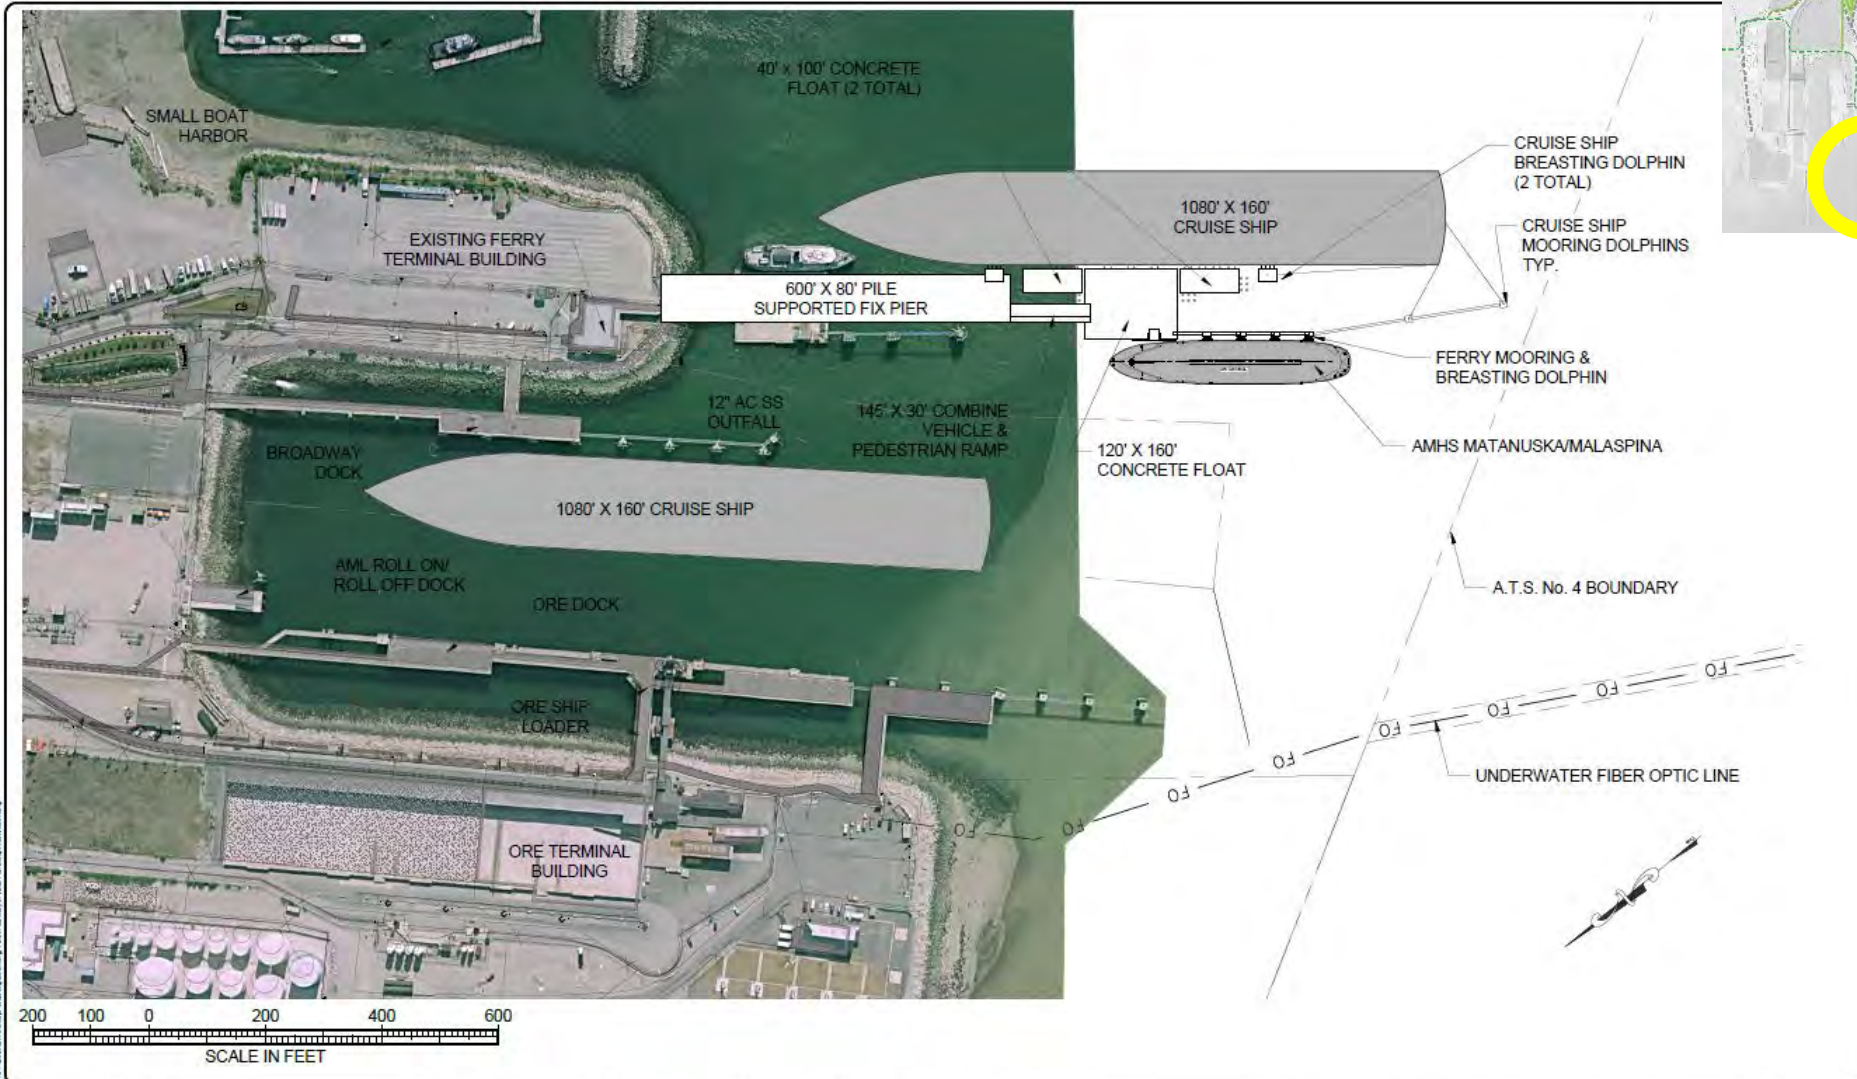 40' x 100' CONCRETE
FLOAT (2 TOTAL)
SMALL BOAT
HARBOR
CRUISE SHIP
BREASTING DOLPHIN
(2 TOTAL)
1080' X 160'
CRUISE SHIP
CRUISE SHIP
MOORING DOLPHINS
TYP.
EXISTING FERRY
TERMINAL BUILDING
600' X 80' PILE
SUPPORTED FIX PIER
FERRY MOORING &
BREASTING DOLPHIN
12" AC SS
OUTFALL
145' X 30' COMBINE
VEHICLE &
PEDESTRIAN RAMP
AMHS MATANUSKA/MALASPINA
BROADWAY
DOCK
120' X 160'
CONCRETE FLOAT
1080' X 160' CRUISE SHIP
AML ROLL ON/
ROLL OFF DOCK
ORE DOCK
A.T.S. No. 4 BOUNDARY
FO
FO
FO
FO
FO
FO
FO
FO
ORE SHIP
LOADER
UNDERWATER FIBER OPTIC LINE
ORE TERMINAL
BUILDING
200 100 0 200 400 600
SCALE IN FEET